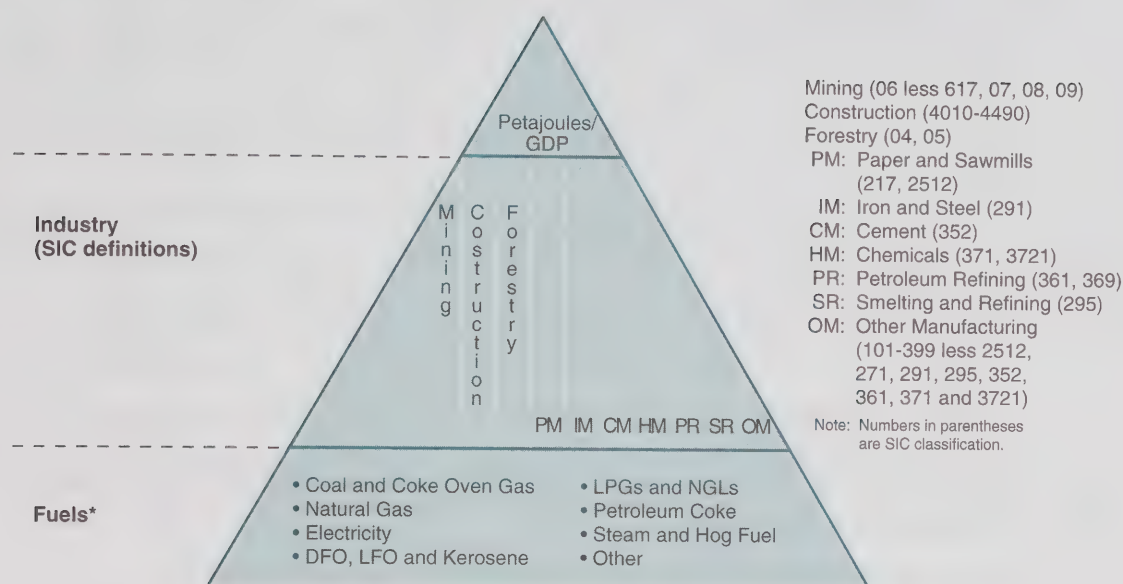 Petajoules/
GDP
Industry
(SIC definitions)
Mining
Costruction
Forestry
PM IM CM HM PR SR OM
Fuels*
• Coal and Coke Oven Gas
• Natural Gas
• Electricity
• DFO, LFO and Kerosene
• LPGs and NGLs
• Petroleum Coke
• Steam and Hog Fuel
• Other
Mining (06 less 617, 07, 08, 09)
Construction (4010-4490)
Forestry (04, 05)
PM: Paper and Sawmills
(217, 2512)
IM: Iron and Steel (291)
CM: Cement (352)
HM: Chemicals (371, 3721)
PR: Petroleum Refining (361, 369)
SR: Smelting and Refining (295)
OM: Other Manufacturing
(101-399 less 2512,
271, 291, 295, 352,
361, 371 and 3721)
Note: Numbers in parentheses
are SIC classification.